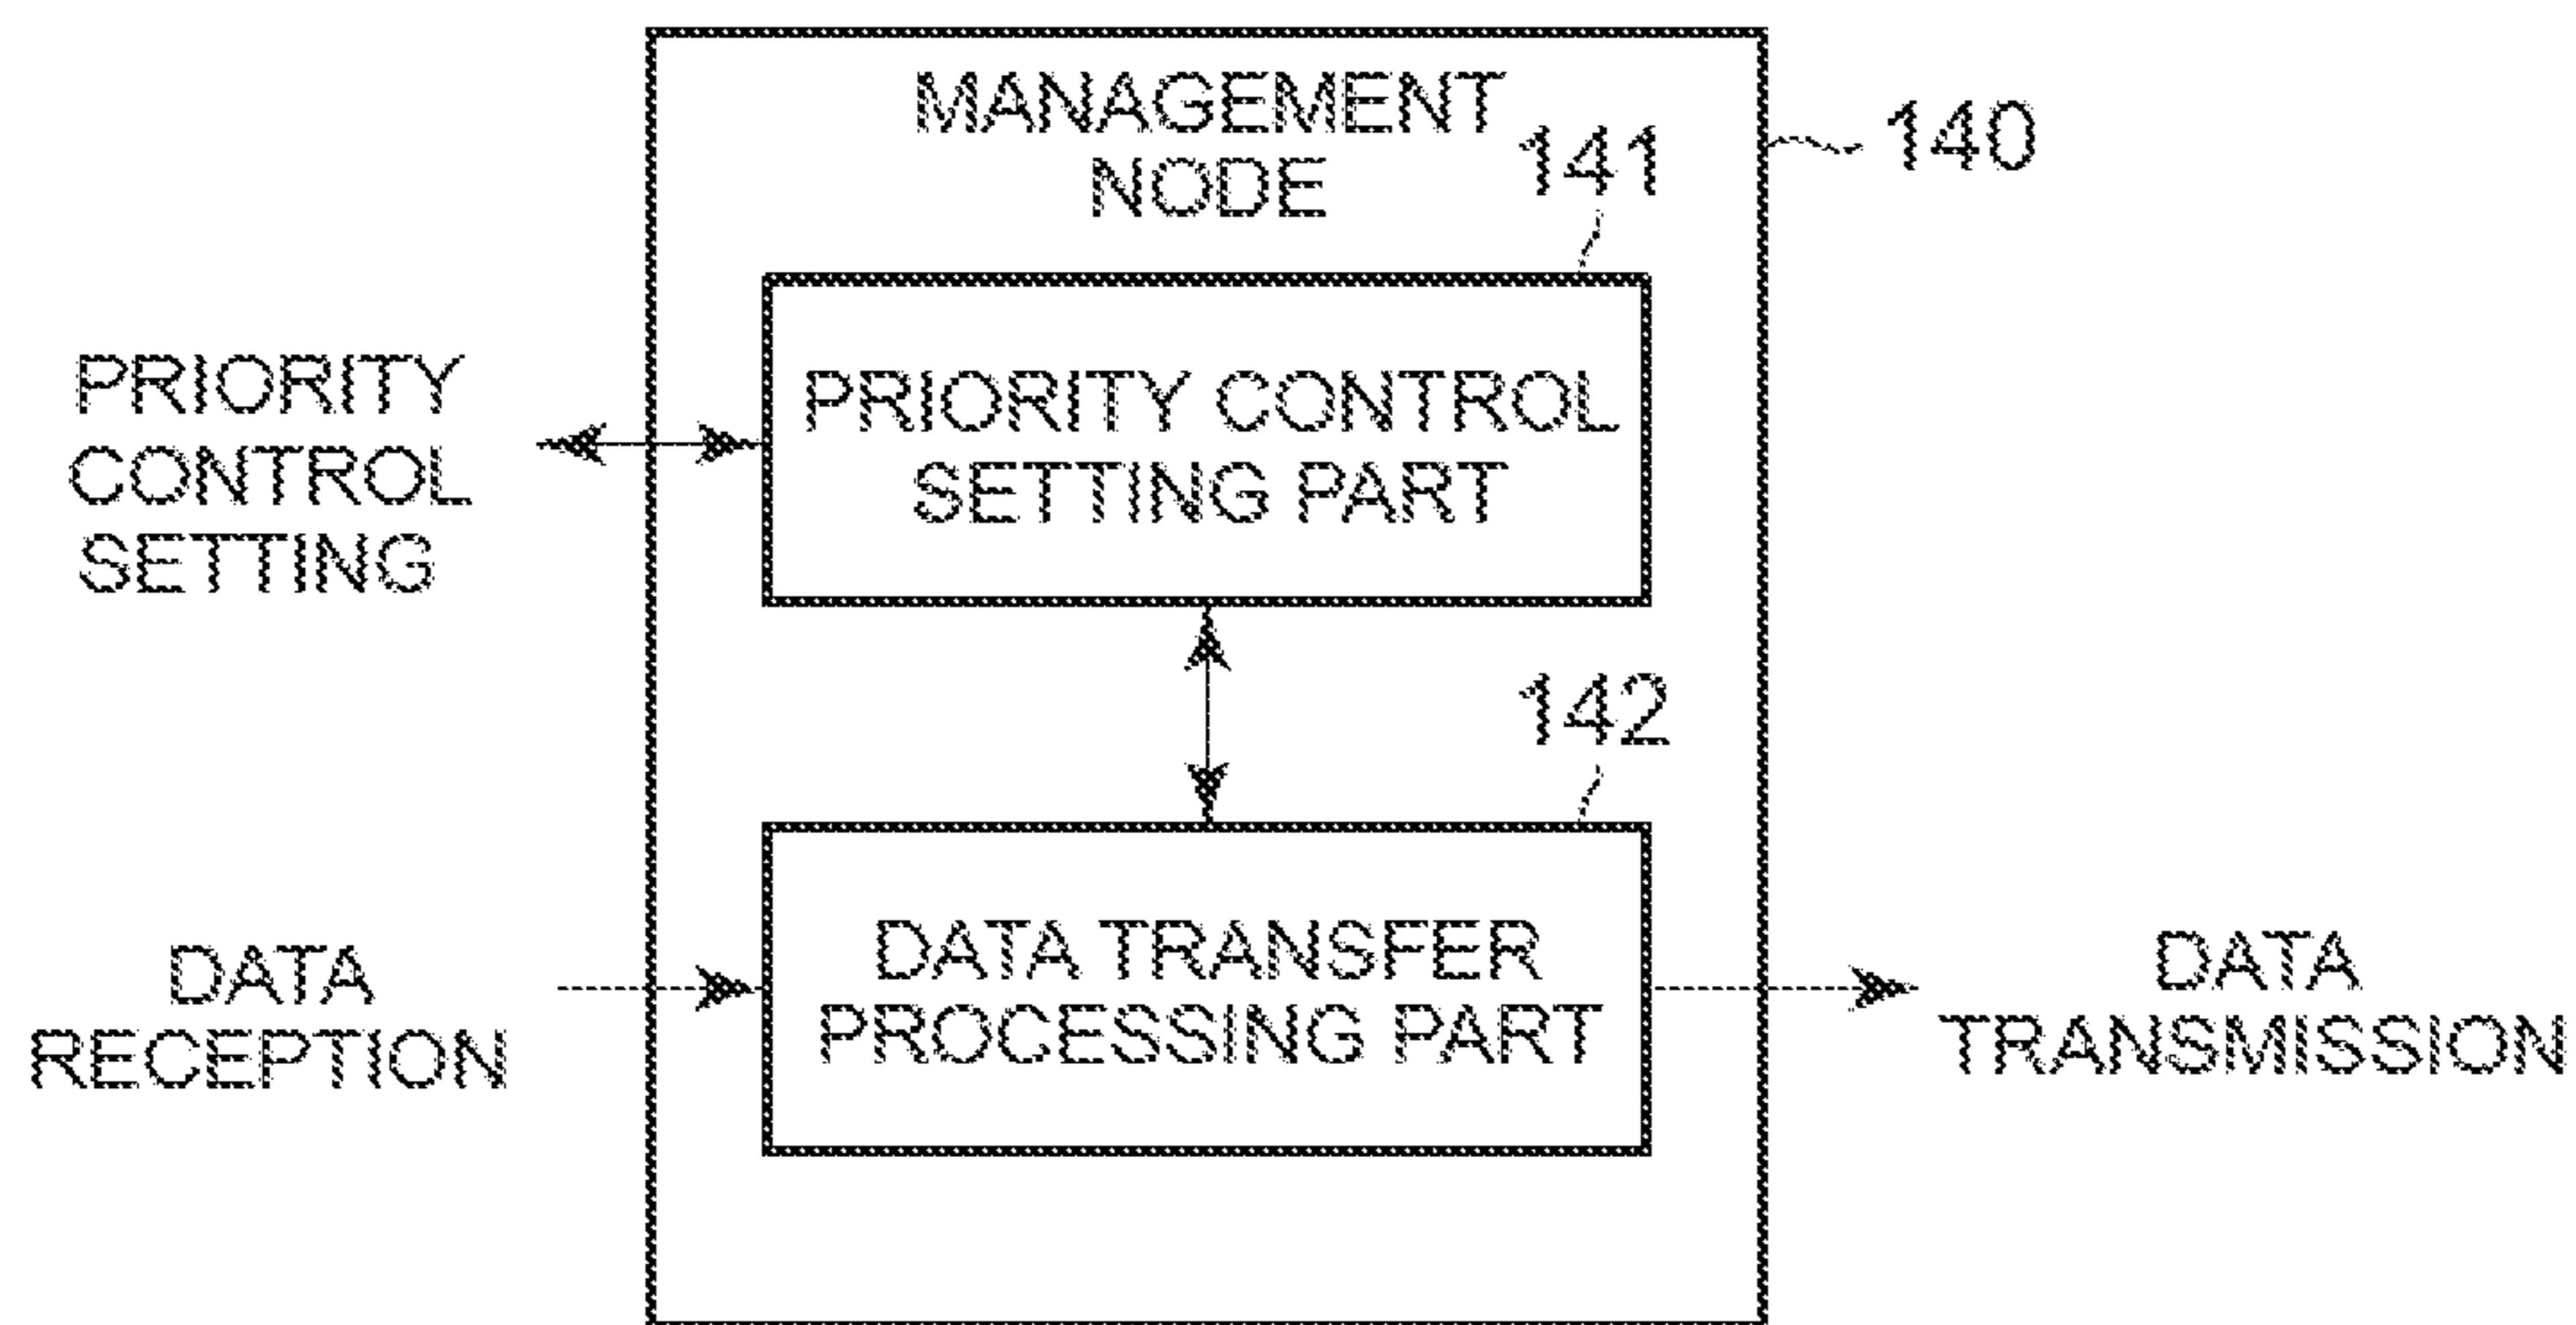 MANAGEMENT
NODE
140
141
PRIORITY
CONTROL
SETTING
PRIORITY CONTROL
SETTING PART
142
DATA
RECEPTION
DATA TRANSFER
PROCESSING PART
DATA
TRANSMISSION